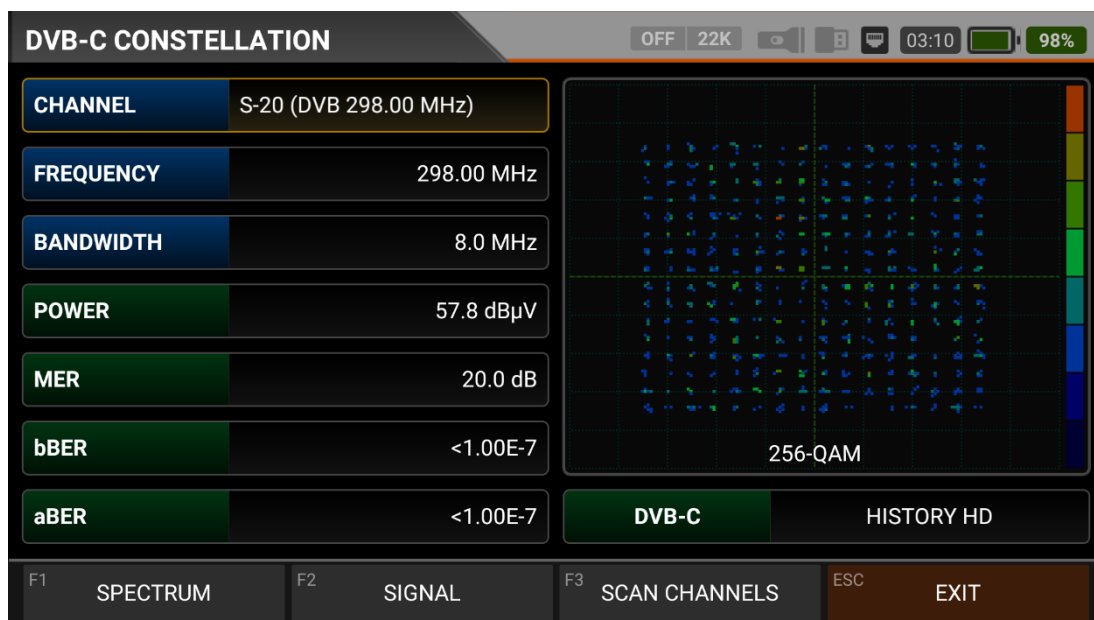 DVB-C CONSTELLATION
OFF 22K 03:10 98%
CHANNEL S-20 (DVB 298.00 MHz)
FREQUENCY 298.00 MHz
BANDWIDTH 8.0 MHz
POWER 57.8 dBµV
MER 20.0 dB
bBER <1.00E-7
aBER <1.00E-7
256-QAM
DVB-C HISTORY HD
F1 SPECTRUM F2 SIGNAL F3 SCAN CHANNELS ESC EXIT